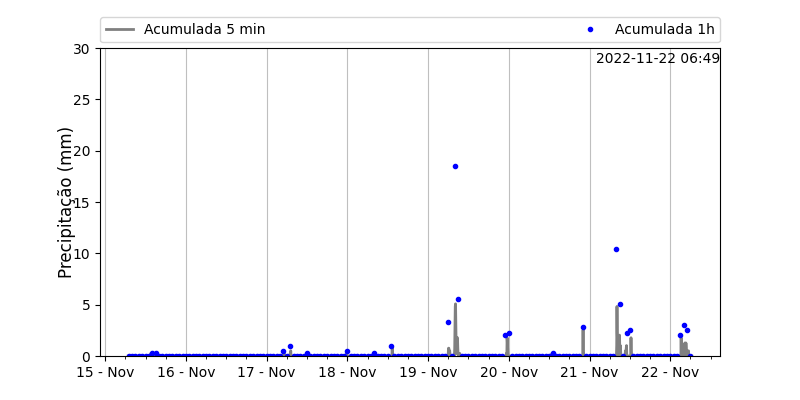 Acumulada 5 min
Acumulada 1h
2022-11-22 06:49
Precipitação (mm)
30
25
20
15
10
5
0
15 - Nov
16 - Nov
17 - Nov
18 - Nov
19 - Nov
20 - Nov
21 - Nov
22 - Nov